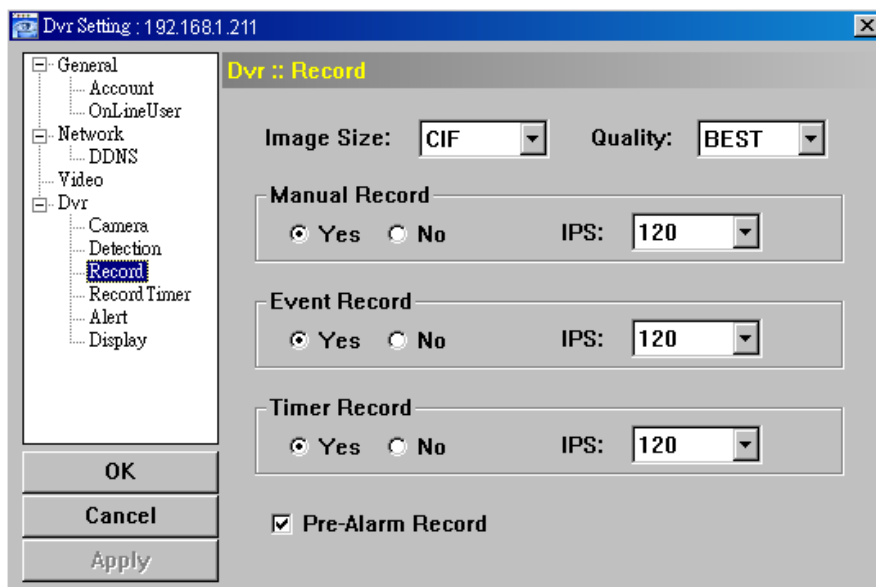 Dvr Setting : 192.168.1.211
General
Account
OnLineUser
Network
DDNS
Video
Dvr
Camera
Detection
Record
Record Timer
Alert
Display
OK
Cancel
Apply
Dvr :: Record
Image Size: CIF Quality: BEST
Manual Record
Yes No IPS: 120
Event Record
Yes No IPS: 120
Timer Record
Yes No IPS: 120
Pre-Alarm Record